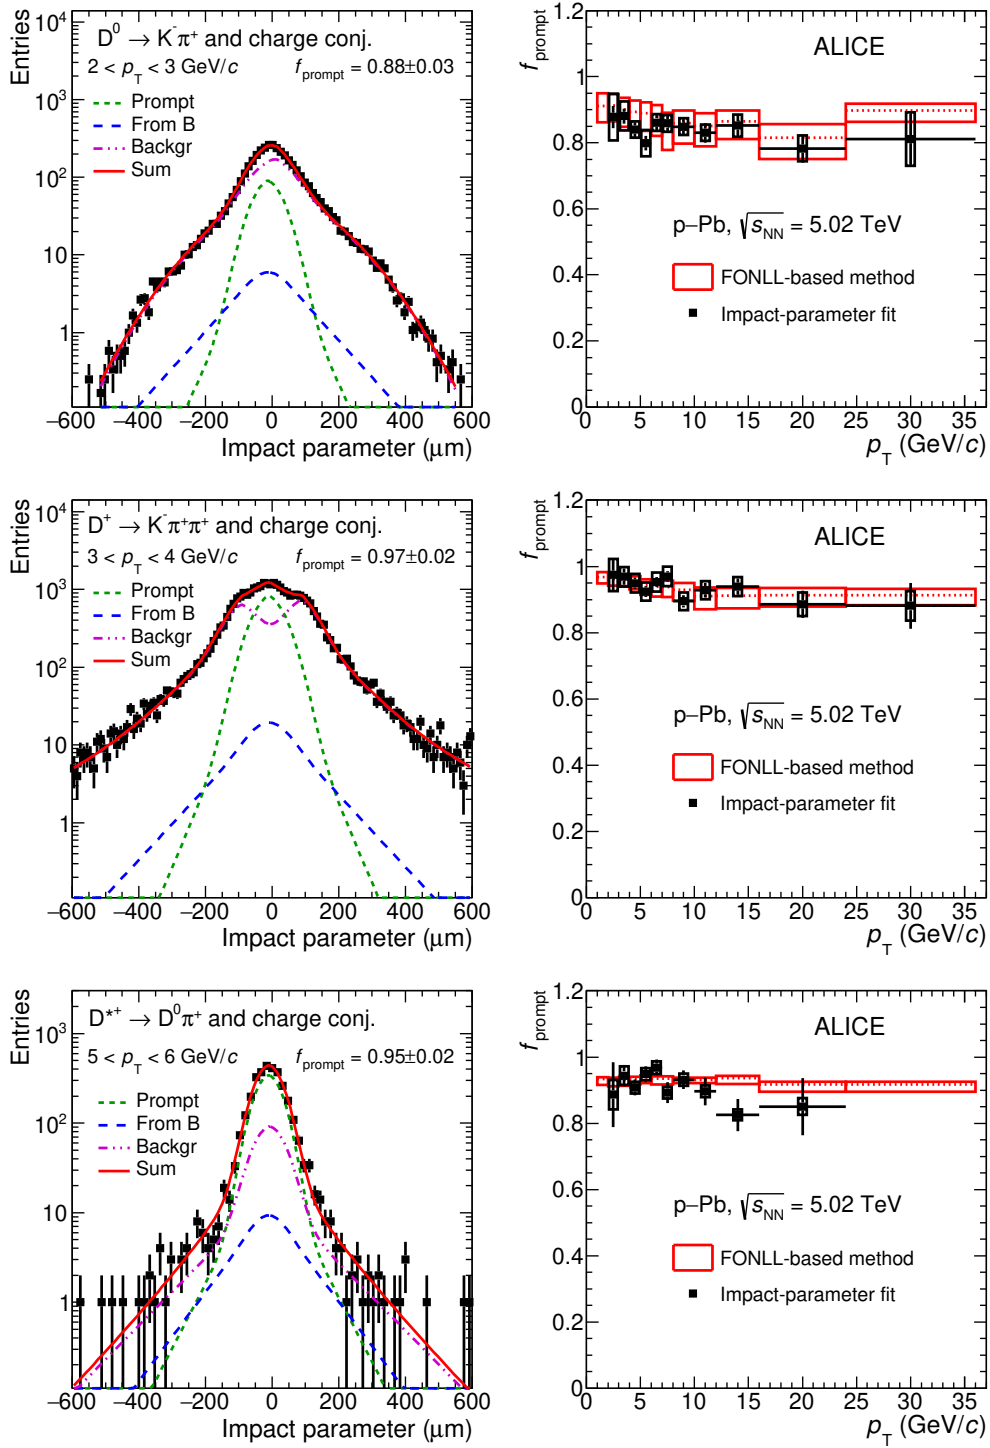 Entries
10⁴
10³
10²
10
1
D⁰ → K⁻π⁺ and charge conj.
2 < p_T < 3 GeV/c
f_prompt = 0.88±0.03
Prompt
From B
Backgr
Sum
−600 −400 −200 0 200 400 600
Impact parameter (μm)
f_prompt
1.2
1
0.8
0.6
0.4
0.2
0
ALICE
p−Pb, √s_NN = 5.02 TeV
FONLL-based method
Impact-parameter fit
0 5 10 15 20 25 30 35
p_T (GeV/c)
Entries
10⁴
10³
10²
10
1
D⁺ → K⁻π⁺π⁺ and charge conj.
3 < p_T < 4 GeV/c
f_prompt = 0.97±0.02
Prompt
From B
Backgr
Sum
−600 −400 −200 0 200 400 600
Impact parameter (μm)
f_prompt
1.2
1
0.8
0.6
0.4
0.2
0
ALICE
p−Pb, √s_NN = 5.02 TeV
FONLL-based method
Impact-parameter fit
0 5 10 15 20 25 30 35
p_T (GeV/c)
Entries
10³
10²
10
1
D*⁺ → D⁰π⁺ and charge conj.
5 < p_T < 6 GeV/c
f_prompt = 0.95±0.02
Prompt
From B
Backgr
Sum
−600 −400 −200 0 200 400 600
Impact parameter (μm)
f_prompt
1.2
1
0.8
0.6
0.4
0.2
0
ALICE
p−Pb, √s_NN = 5.02 TeV
FONLL-based method
Impact-parameter fit
0 5 10 15 20 25 30 35
p_T (GeV/c)